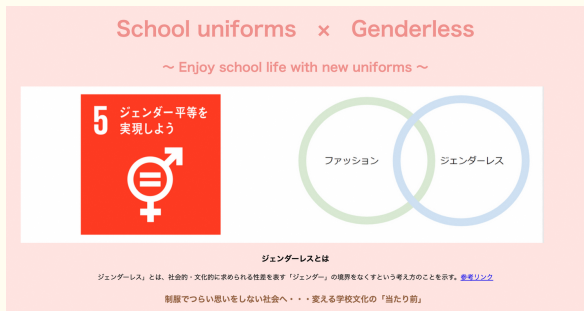 School uniforms × Genderless
～ Enjoy school life with new uniforms ～
5 ジェンダー平等を
実現しよう
ファッション
ジェンダーレス
ジェンダーレスとは
ジェンダーレス」とは、社会的・文化的に求められる性差を表す「ジェンダー」の境界をなくすという考え方のことを示す。参考リンク
制服でつらい思いをしない社会へ・・・変える学校文化の「当たり前」